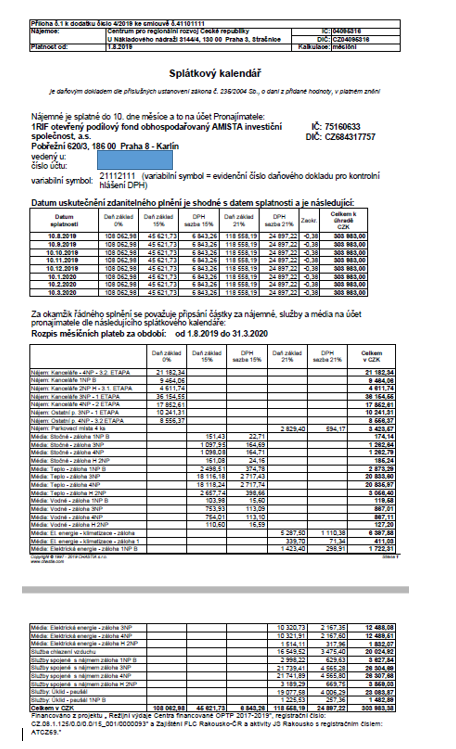 Příloha č.1 k dodatku číslo 4/2019 ke smlouvě č.41101111
Nájemce: Centrum pro regionální rozvoj České republiky IČ: 04095316
U Nákladového nádraží 3144/4, 130 00 Praha 3, Strašnice DIČ: CZ04095316
Platnost od: 1.8.2019 Kalkulace: měsíční
Splátkový kalendář
je daňovým dokladem dle příslušných ustanovení zákona č. 235/2004 Sb., o dani z přidané hodnoty, v platném znění
Nájemné je splatné do 10. dne měsíce a to na účet Pronajímatele:
1RIF otevřený podílový fond obhospodařovaný AMISTA investiční IČ: 75160633
společnost, a.s. DIČ: CZ684317757
Pobřežní 620/3, 186 00 Praha 8 - Karlín
vedený u:
číslo účtu:
variabilní symbol: 21112111 (variabilní symbol = evidenční číslo daňového dokladu pro kontrolní
hlášení DPH)
Datum uskutečnění zdanitelného plnění je shodné s datem splatnosti a je následující:
Datum splatnosti Daň základ 0% Daň základ 15% DPH sazba 15% Daň základ 21% DPH sazba 21% Zaokr. Celkem k úhradě CZK
10.8.2019 108 062,98 45 621,73 6 843,26 118 558,19 24 897,22 -0,38 303 983,00
10.9.2019 108 062,98 45 621,73 6 843,26 118 558,19 24 897,22 -0,38 303 983,00
10.10.2019 108 062,98 45 621,73 6 843,26 118 558,19 24 897,22 -0,38 303 983,00
10.11.2019 108 062,98 45 621,73 6 843,26 118 558,19 24 897,22 -0,38 303 983,00
10.12.2019 108 062,98 45 621,73 6 843,26 118 558,19 24 897,22 -0,38 303 983,00
10.1.2020 108 062,98 45 621,73 6 843,26 118 558,19 24 897,22 -0,38 303 983,00
10.2.2020 108 062,98 45 621,73 6 843,26 118 558,19 24 897,22 -0,38 303 983,00
10.3.2020 108 062,98 45 621,73 6 843,26 118 558,19 24 897,22 -0,38 303 983,00
Za okamžik řádného splnění se považuje připsání částky za nájemné, služby a média na účet
pronajímatele dle následujícího splátkového kalendáře:
Rozpis měsíčních plateb za období: od 1.8.2019 do 31.3.2020
Daň základ 0% Daň základ 15% DPH sazba 15% Daň základ 21% DPH sazba 21% Celkem v CZK
Nájem: Kanceláře - 4NP - 3.2. ETAPA 21 182,34 21 182,34
Nájem: Kanceláře 1NP B 9 464,06 9 464,06
Nájem: Kanceláře 2NP H - 3.1. ETAPA 4 611,74 4 611,74
Nájem: Kanceláře 3NP - 1 ETAPA 36 154,55 36 154,55
Nájem: Kanceláře 4NP - 2 ETAPA 17 852,61 17 852,61
Nájem: Ostatní p. 3NP - 1 ETAPA 10 241,31 10 241,31
Nájem: Ostatní p. 4NP - 3.2 ETAPA 8 556,37 8 556,37
Nájem: Parkovací místa 4 ks 2 829,40 594,17 3 423,57
Média: Stočné - záloha 1NP B 151,43 22,71 174,14
Média: Stočné - záloha 3NP 1 097,95 164,69 1 262,64
Média: Stočné - záloha 4NP 1 098,08 164,71 1 262,79
Média: Stočné - záloha H 2NP 161,08 24,16 185,24
Média: Teplo - záloha 1NP B 2 498,51 374,78 2 873,29
Média: Teplo - záloha 3NP 18 116,18 2 717,43 20 833,60
Média: Teplo - záloha 4NP 18 118,24 2 717,74 20 835,97
Média: Teplo - záloha H 2NP 2 657,74 398,66 3 056,40
Média: Vodné - záloha 1NP B 103,98 15,60 119,58
Média: Vodné - záloha 3NP 753,93 113,09 867,01
Média: Vodné - záloha 4NP 754,01 113,10 867,11
Média: Vodné - záloha H 2NP 110,60 16,59 127,20
Média: El. energie - klimatizace - záloha 5 287,50 1 110,38 6 397,88
Média: El. energie - klimatizace - záloha 1 339,70 71,34 411,03
Média: Elektrická energie - záloha 1NP B 1 423,40 298,91 1 722,31
Strana 1
Média: Elektrická energie - záloha 3NP 10 320,73 2 167,35 12 488,08
Média: Elektrická energie - záloha 4NP 10 321,91 2 167,60 12 489,51
Média: Elektrická energie - záloha H 2NP 1 514,11 317,96 1 832,07
Služba chlazení vzduchu 16 549,52 3 475,40 20 024,92
Služby spojené s nájmem záloha 1NP B 2 998,22 629,63 3 627,84
Služby spojené s nájmem záloha 3NP 21 739,41 4 565,28 26 304,69
Služby spojené s nájmem záloha 4NP 21 741,89 4 565,80 26 307,68
Služby spojené s nájmem záloha H 2NP 3 189,29 669,75 3 859,03
Služby: Úklid - paušál 19 077,58 4 006,29 23 083,87
Služby: Úklid - paušál 1NP B 1 225,53 257,36 1 482,89
Celkem v CZK 108 062,98 45 621,73 6 843,26 118 558,19 24 897,22 303 983,38
Financováno z projektu „ Režijní výdaje Centra financované OPTP 2017-2019", registrační číslo:
CZ.08.1.125/0.0/0.0/15_001/0000093" a Zajištění FLC Rakousko-ČR a aktivity JS Rakousko s registračním číslem:
ATCZ69."